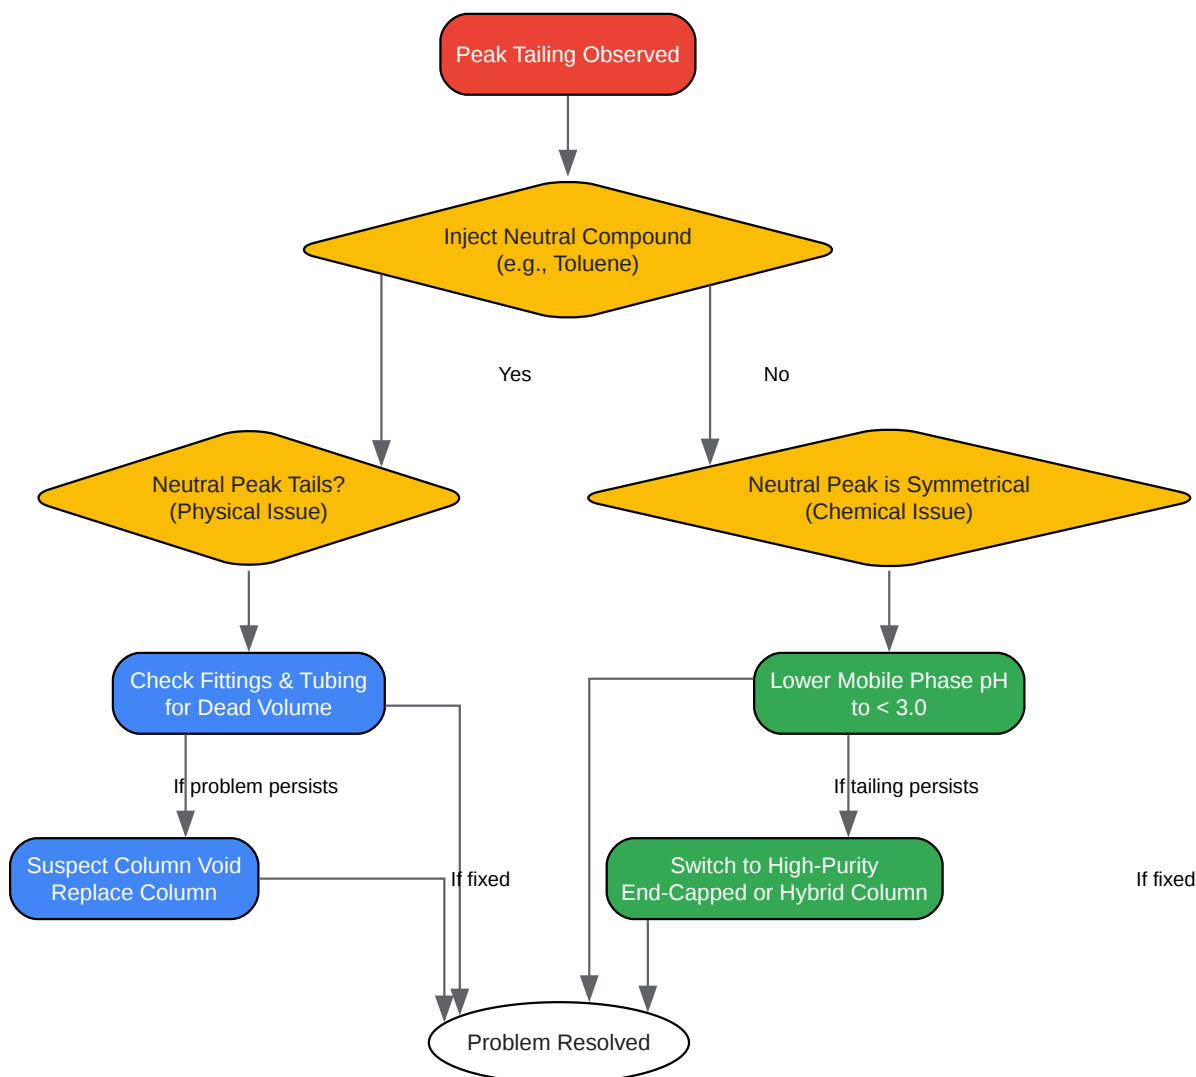 Peak Tailing Observed
Inject Neutral Compound
(e.g., Toluene)
Yes
No
Neutral Peak Tails?
(Physical Issue)
Neutral Peak is Symmetrical
(Chemical Issue)
Check Fittings & Tubing
for Dead Volume
Lower Mobile Phase pH
to < 3.0
If problem persists
If tailing persists
Suspect Column Void
Replace Column
If fixed
Switch to High-Purity
End-Capped or Hybrid Column
If fixed
Problem Resolved